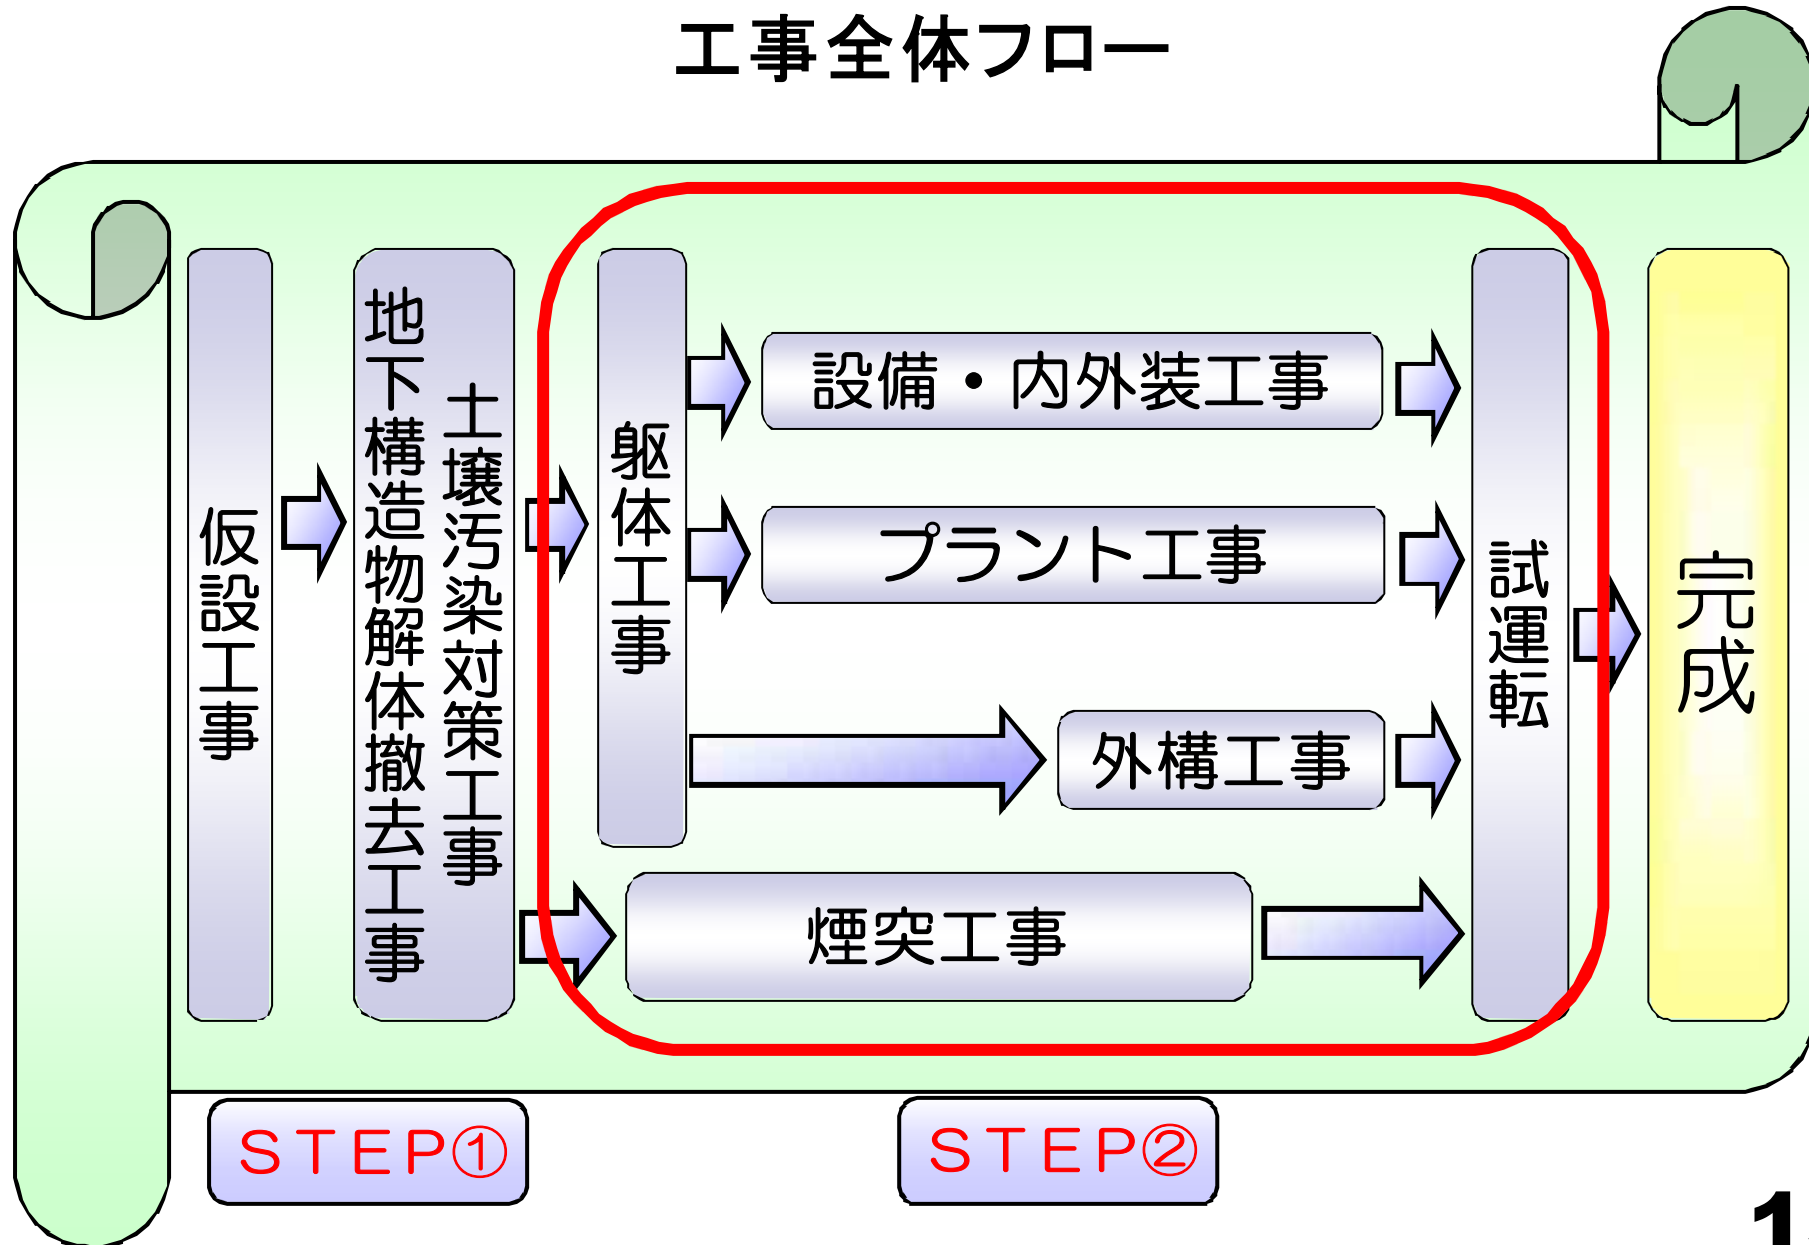 工事全体フロー
仮設工事
土壌汚染対策工事
地下構造物解体撤去工事
躯体工事
設備・内外装工事
プラント工事
外構工事
煙突工事
試運転
完成
STEP①
STEP②
1